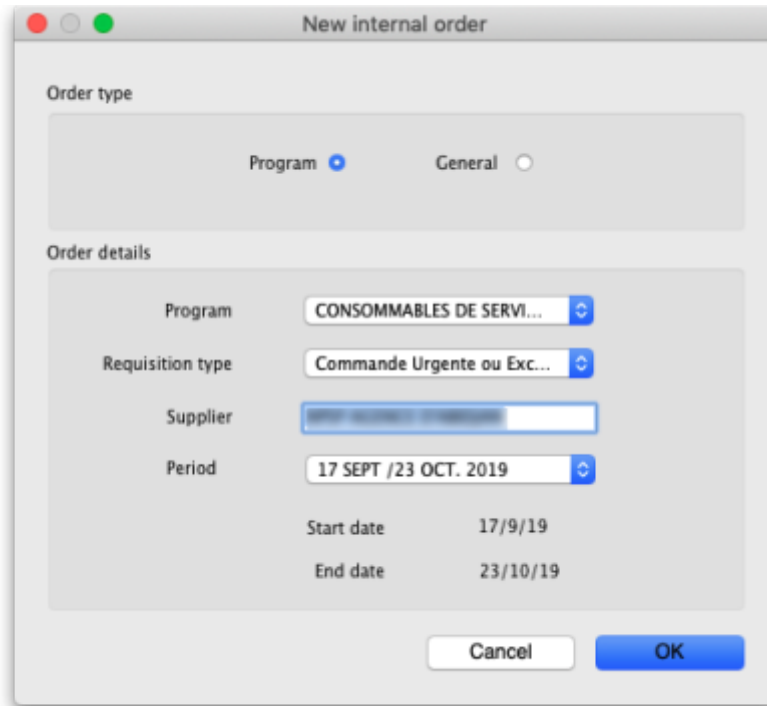 New internal order
Order type
Program General
Order details
Program CONSOMMABLES DE SERVI...
Requisition type Commande Urgente ou Exc...
Supplier
Period 17 SEPT /23 OCT. 2019
Start date 17/9/19
End date 23/10/19
Cancel OK